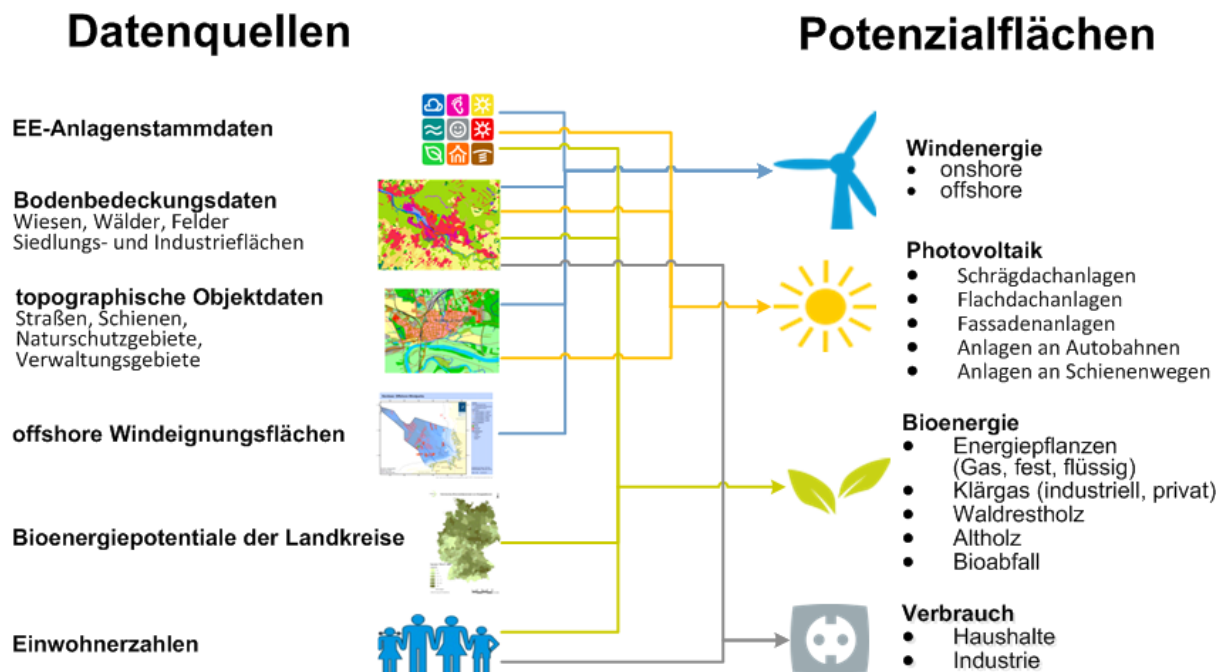 Datenquellen
EE-Anlagenstammdaten
Bodenbedeckungsdaten
Wiesen, Wälder, Felder
Siedlungs- und Industrieflächen
topographische Objektdaten
Straßen, Schienen,
Naturschutzgebiete,
Verwaltungsgebiete
offshore Windeignungsflächen
Bioenergiepotentiale der Landkreise
Einwohnerzahlen
Potenzialflächen
Windenergie
• onshore
• offshore
Photovoltaik
• Schrägdachanlagen
• Flachdachanlagen
• Fassadenanlagen
• Anlagen an Autobahnen
• Anlagen an Schienenwegen
Bioenergie
• Energiepflanzen
(Gas, fest, flüssig)
• Klärgas (industriell, privat)
• Waldrestholz
• Altholz
• Bioabfall
Verbrauch
• Haushalte
• Industrie